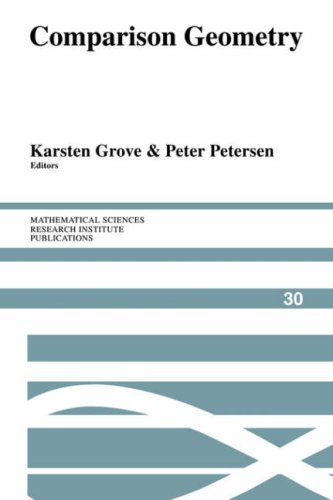 Comparison Geometry
Karsten Grove & Peter Petersen
Editors
MATHEMATICAL SCIENCES
RESEARCH INSTITUTE
PUBLICATIONS
30